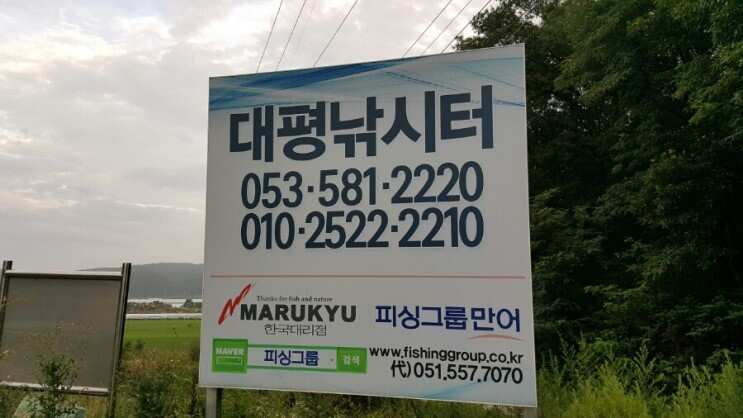 대평낚시터
053·581·2220
010·2522·2210
Thanks for fish and nature
MARUKYU
한국대리점
피싱그룹만어
NAVER 피싱그룹 검색
www.fishinggroup.co.kr
代) 051.557.7070